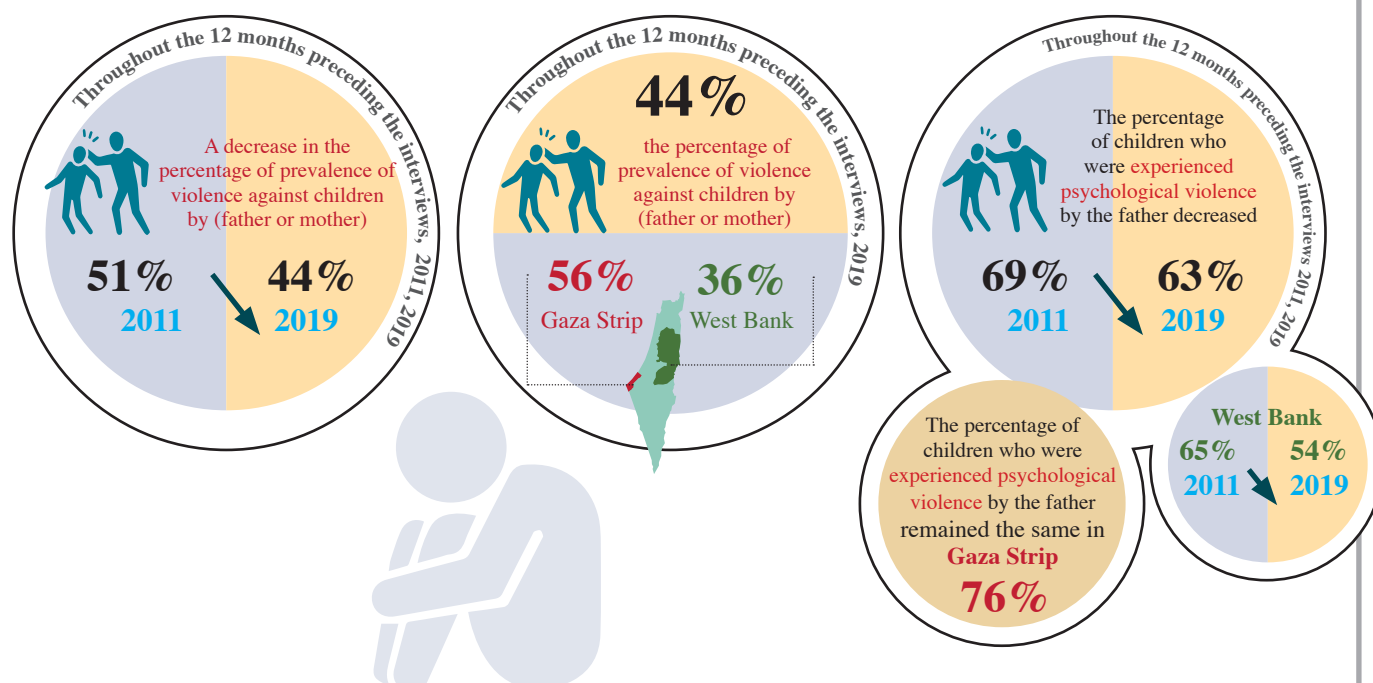 Throughout the 12 months preceding the interviews, 2011, 2019
A decrease in the
percentage of prevalence of
violence against children
by (father or mother)
51%
44%
2011
2019
Throughout the 12 months preceding the interviews, 2019
44%
the percentage of
prevalence of violence
against children by
(father or mother)
56%
36%
Gaza Strip
West Bank
Throughout the 12 months preceding the interviews 2011, 2019
The percentage
of children who
were experienced
psychological violence
by the father decreased
69%
63%
2011
2019
The percentage of
children who were
experienced psychological
violence by the father
remained the same in
Gaza Strip
76%
West Bank
65%
54%
2011
2019